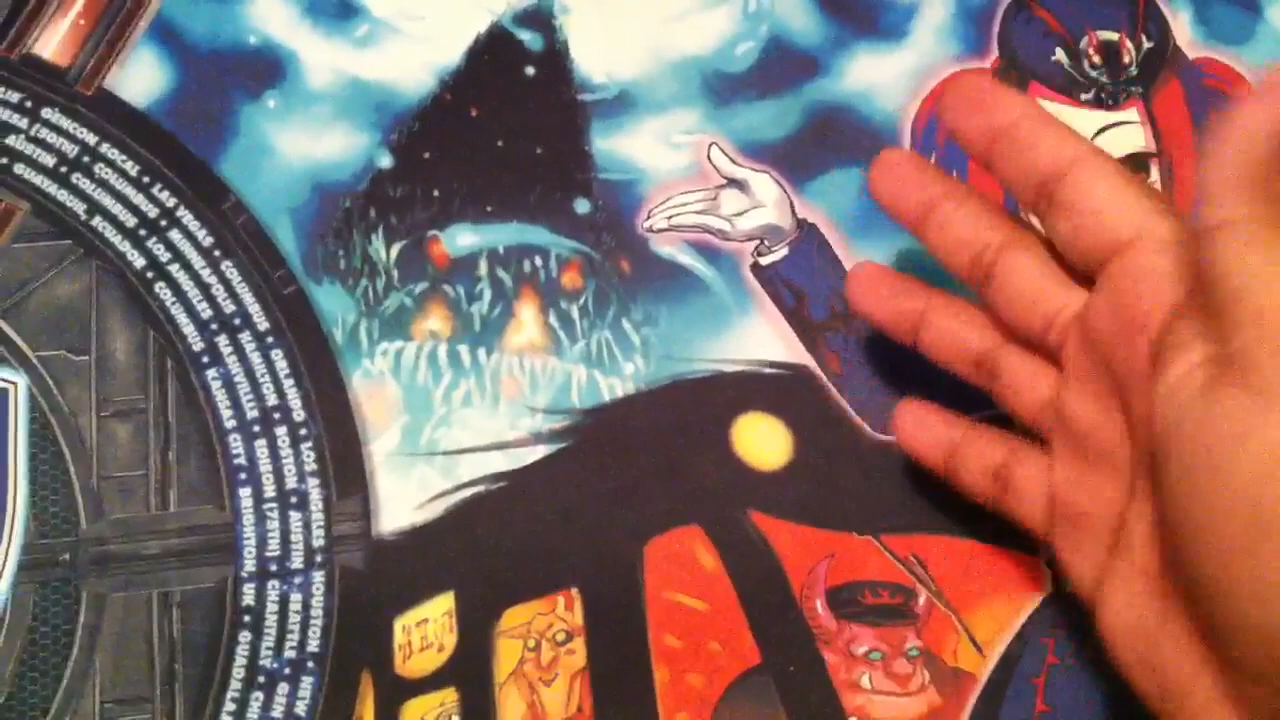 • GENCON SOCAL • LAS VEGAS • COLUMBUS • ORLANDO • LOS ANGELES • HOUSTON • NEW
(50TH) • COLUMBUS • MINNEAPOLIS • HAMILTON • BOSTON • AUSTIN • SEATTLE • GEN
AUSTIN • COLUMBUS • LOS ANGELES • NASHVILLE • EDISON (75TH) • CHANTILLY •
GUAYAQUIL, ECUADOR • COLUMBUS • KANSAS CITY • BRIGHTON, UK •